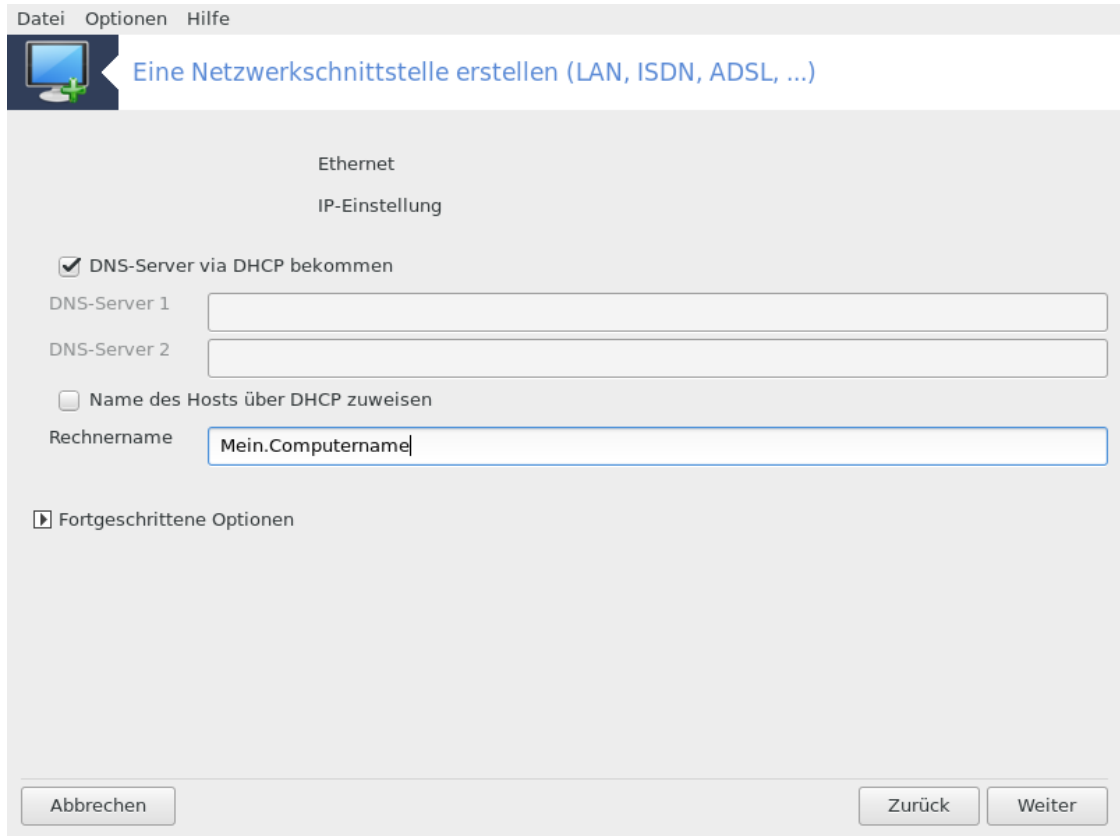 Datei Optionen Hilfe
Eine Netzwerkschnittstelle erstellen (LAN, ISDN, ADSL, ...)
Ethernet
IP-Einstellung
DNS-Server via DHCP bekommen
DNS-Server 1
DNS-Server 2
Name des Hosts über DHCP zuweisen
Rechnername Mein.Computername
Fortgeschrittene Optionen
Abbrechen Zurück Weiter